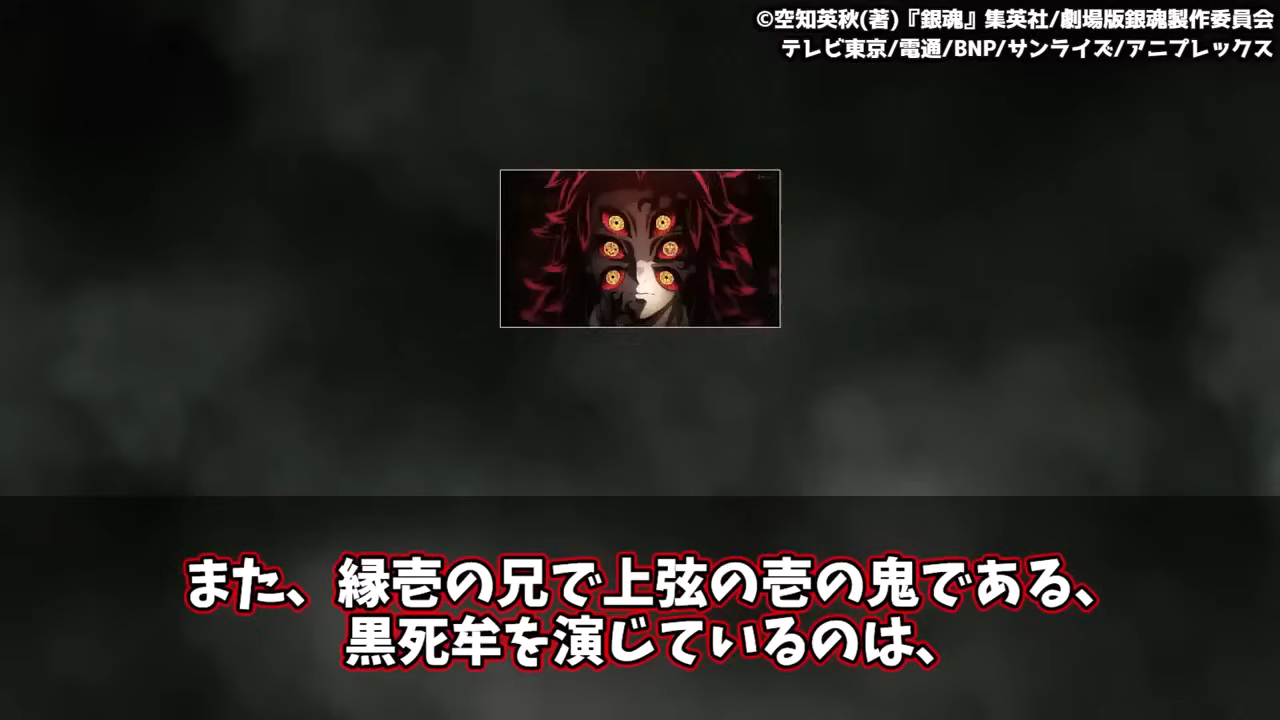 ©空知英秋(著)『銀魂』集英社/劇場版銀魂製作委員会
テレビ東京/電通/BNP/サンライズ/アニプレックス
また、縁壱の兄で上弦の壱の鬼である、
黒死牟を演じているのは、